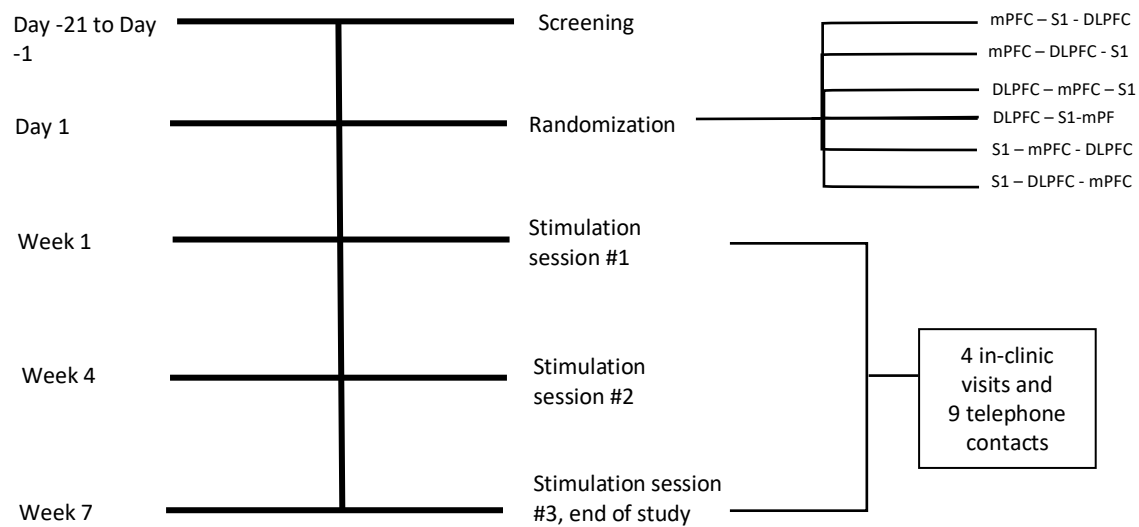 Day -21 to Day
-1
Screening
mPFC – S1 - DLPFC
mPFC – DLPFC - S1
DLPFC – mPFC – S1
Day 1
Randomization
DLPFC – S1-mPF
S1 – mPFC - DLPFC
S1 – DLPFC - mPFC
Week 1
Stimulation
session #1
4 in-clinic
visits and
9 telephone
contacts
Week 4
Stimulation
session #2
Week 7
Stimulation session
#3, end of study